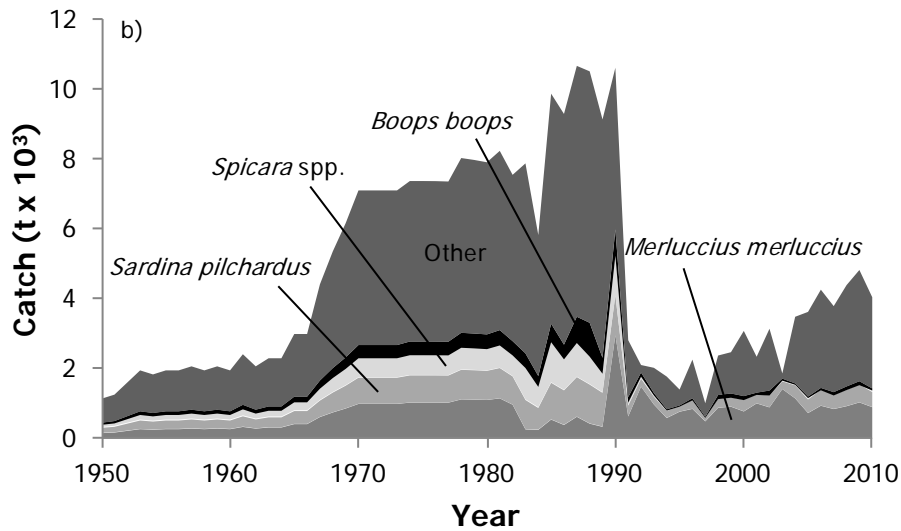 b)
Catch (t x 10³)
12
10
8
6
4
2
0
Boops boops
Spicara spp.
Sardina pilchardus
Other
Merluccius merluccius
1950 1960 1970 1980 1990 2000 2010
Year